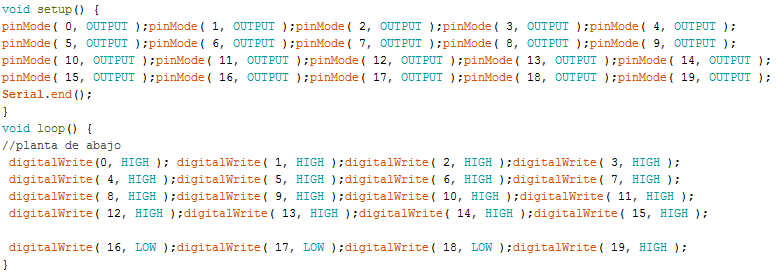 void setup() {
pinMode( 0, OUTPUT );pinMode( 1, OUTPUT );pinMode( 2, OUTPUT );pinMode( 3, OUTPUT );pinMode( 4, OUTPUT );
pinMode( 5, OUTPUT );pinMode( 6, OUTPUT );pinMode( 7, OUTPUT );pinMode( 8, OUTPUT );pinMode( 9, OUTPUT );
pinMode( 10, OUTPUT );pinMode( 11, OUTPUT );pinMode( 12, OUTPUT );pinMode( 13, OUTPUT );pinMode( 14, OUTPUT );
pinMode( 15, OUTPUT );pinMode( 16, OUTPUT );pinMode( 17, OUTPUT );pinMode( 18, OUTPUT );pinMode( 19, OUTPUT );
Serial.end();
}
void loop() {
//planta de abajo
digitalWrite(0, HIGH ); digitalWrite( 1, HIGH );digitalWrite( 2, HIGH );digitalWrite( 3, HIGH );
digitalWrite( 4, HIGH );digitalWrite( 5, HIGH );digitalWrite( 6, HIGH );digitalWrite( 7, HIGH );
digitalWrite( 8, HIGH );digitalWrite( 9, HIGH );digitalWrite( 10, HIGH );digitalWrite( 11, HIGH );
digitalWrite( 12, HIGH );digitalWrite( 13, HIGH );digitalWrite( 14, HIGH );digitalWrite( 15, HIGH );
digitalWrite( 16, LOW );digitalWrite( 17, LOW );digitalWrite( 18, LOW );digitalWrite( 19, HIGH );
}